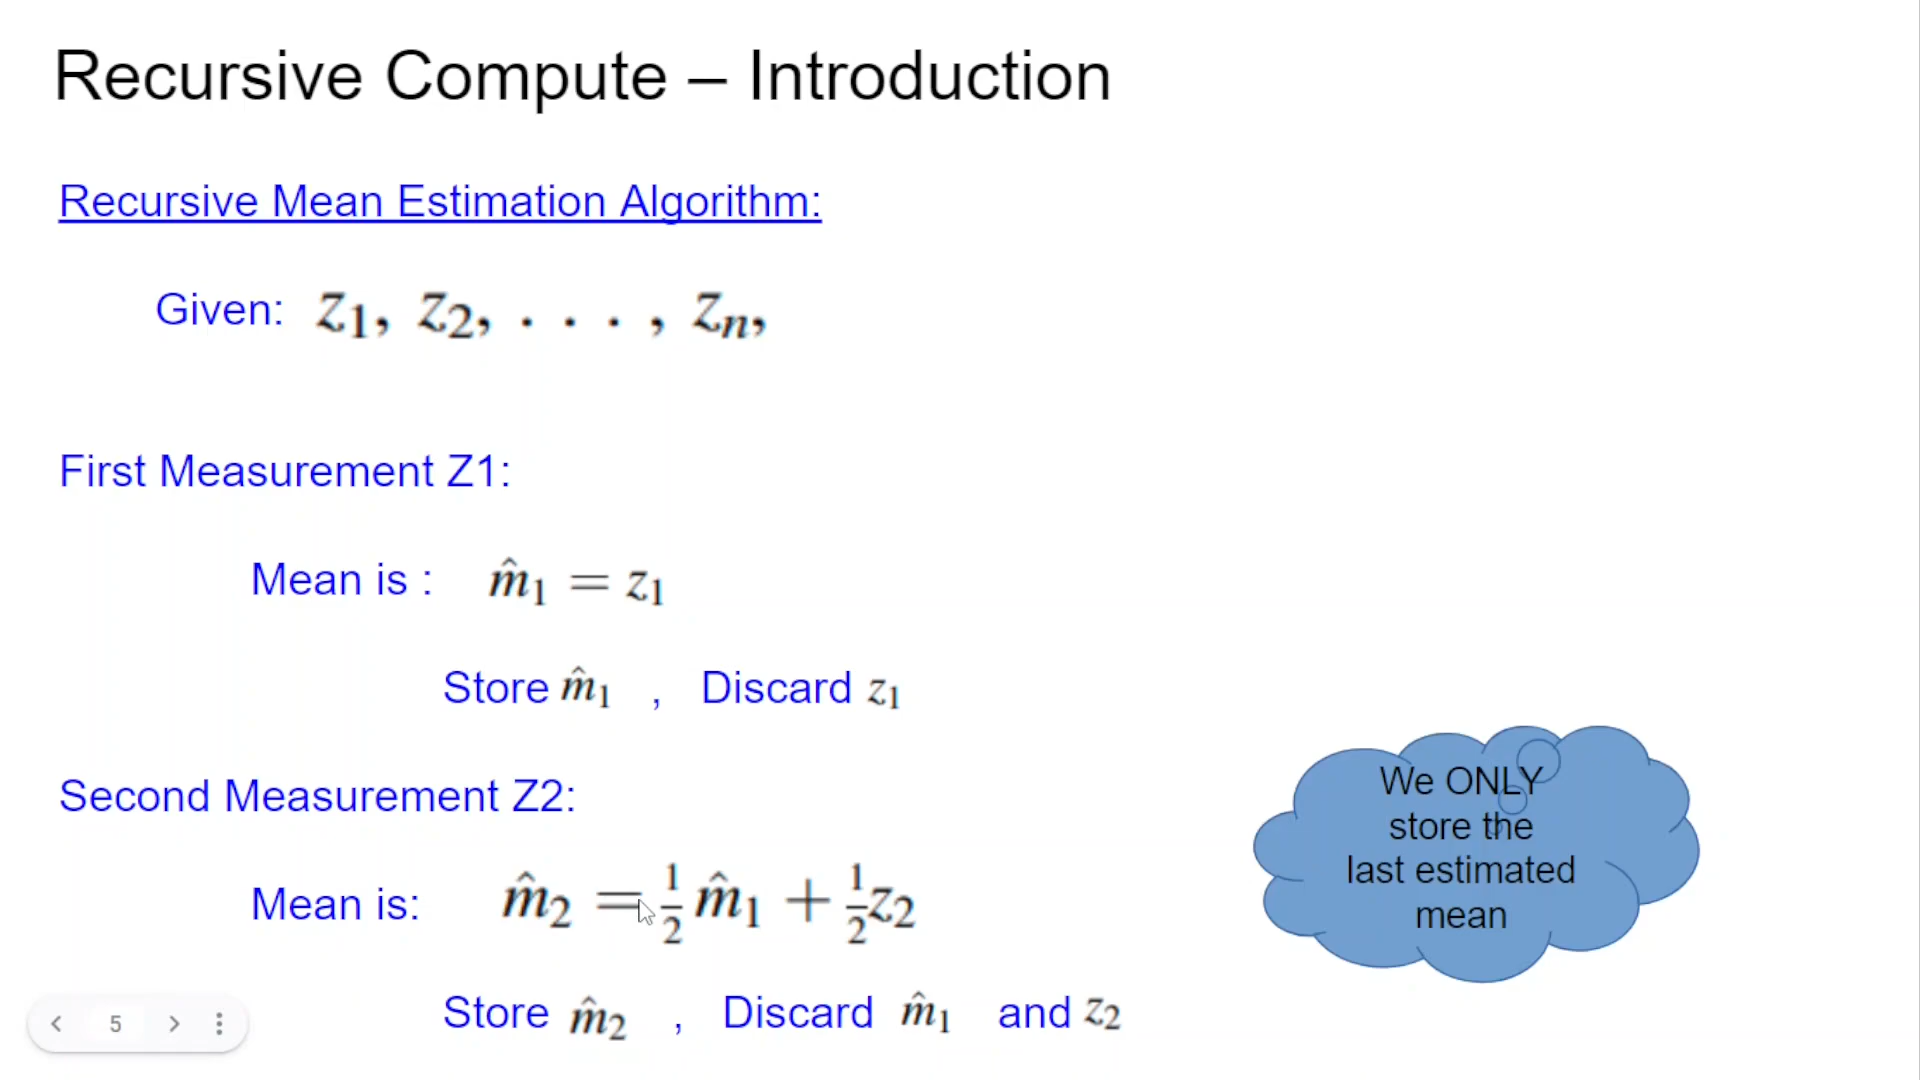 Recursive Compute – Introduction
Recursive Mean Estimation Algorithm:
Given: z₁, z₂, . . . , zₙ,
First Measurement Z1:
Mean is : m̂₁ = z₁
Store m̂₁ , Discard z₁
Second Measurement Z2:
Mean is: m̂₂ = ½ m̂₁ + ½ z₂
Store m̂₂ , Discard m̂₁ and z₂
We ONLY
store the
last estimated
mean
5